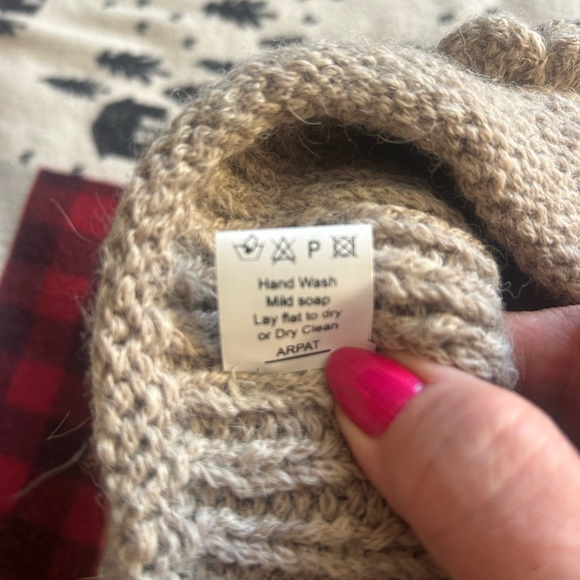 P
Hand Wash
Mild soap
Lay flat to dry
or Dry Clean
ARPAT